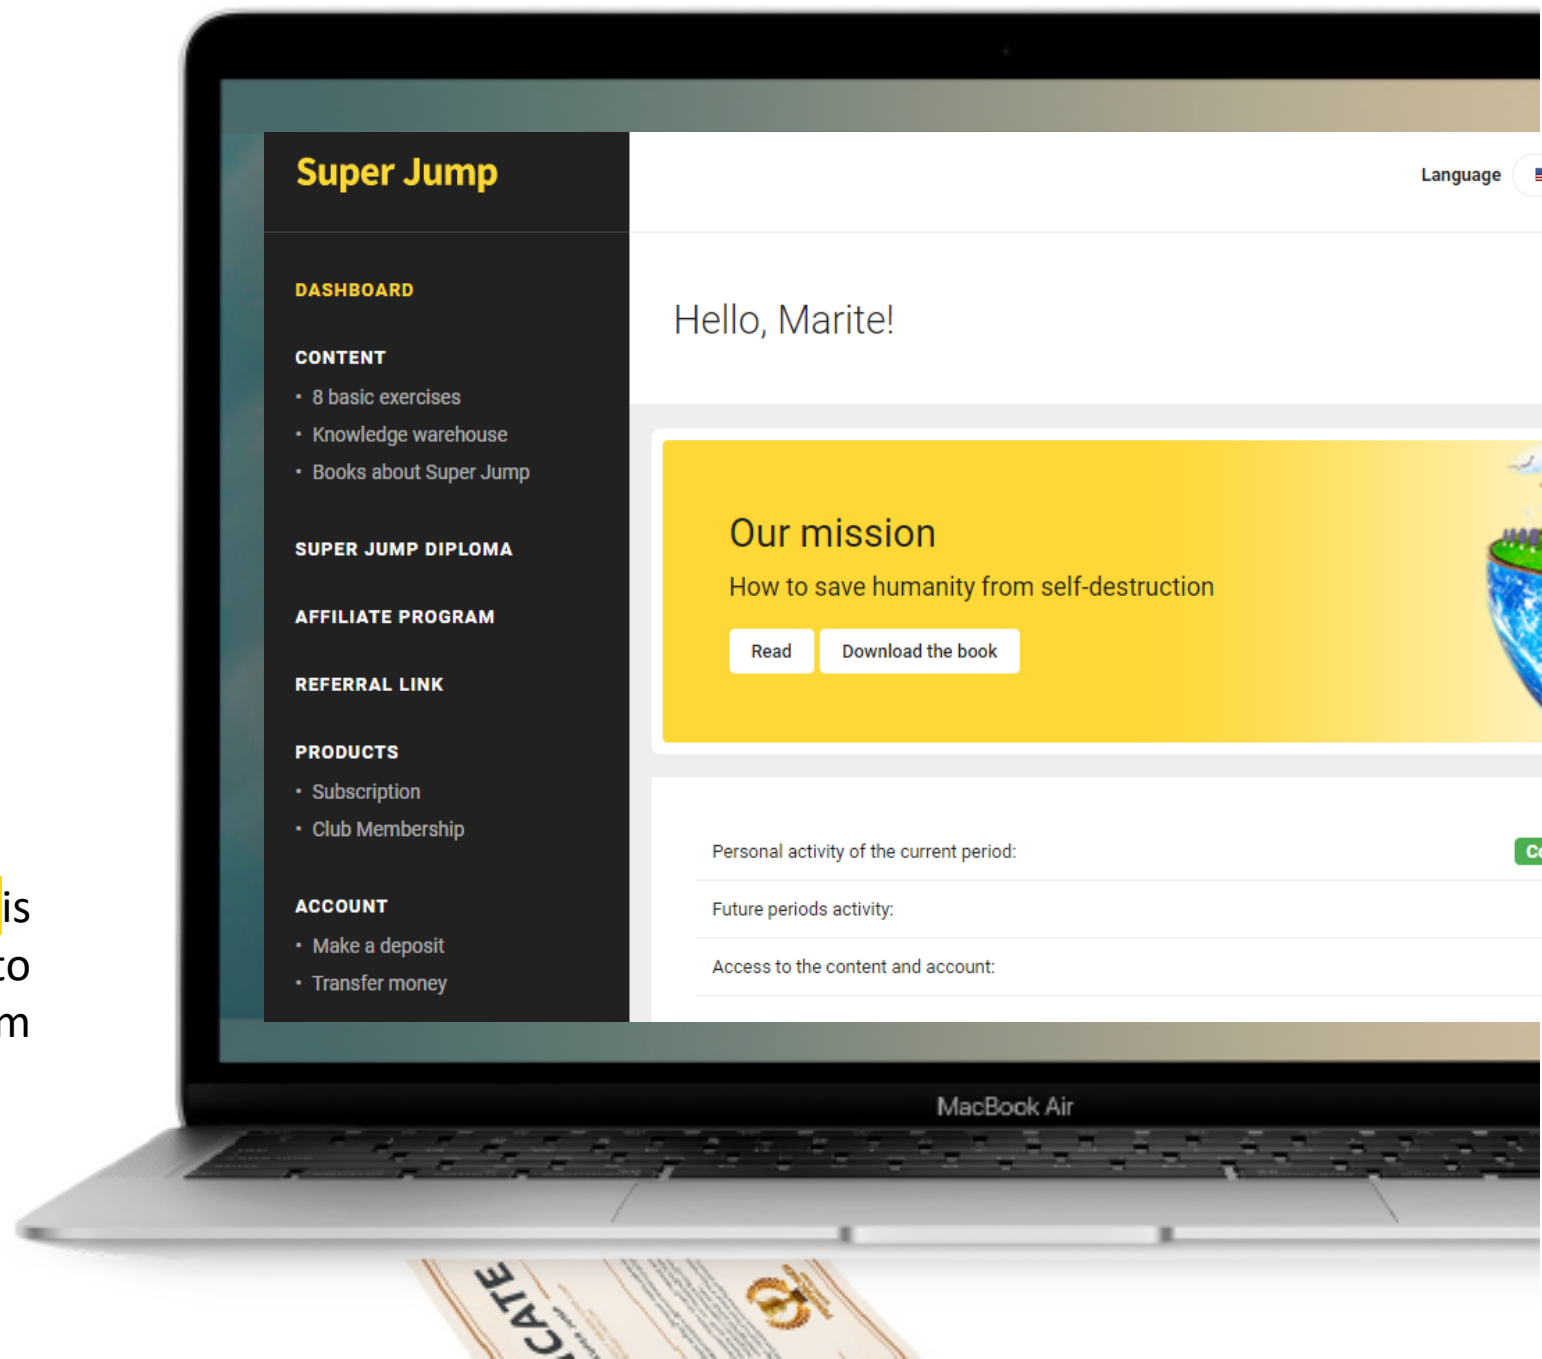 Super Jump
Language
DASHBOARD
Hello, Marite!
CONTENT
• 8 basic exercises
• Knowledge warehouse
• Books about Super Jump
Our mission
How to save humanity from self-destruction
Read
Download the book
SUPER JUMP DIPLOMA
AFFILIATE PROGRAM
REFERRAL LINK
PRODUCTS
• Subscription
• Club Membership
Personal activity of the current period:
Future periods activity:
Access to the content and account:
ACCOUNT
• Make a deposit
• Transfer money
is
to
MacBook Air